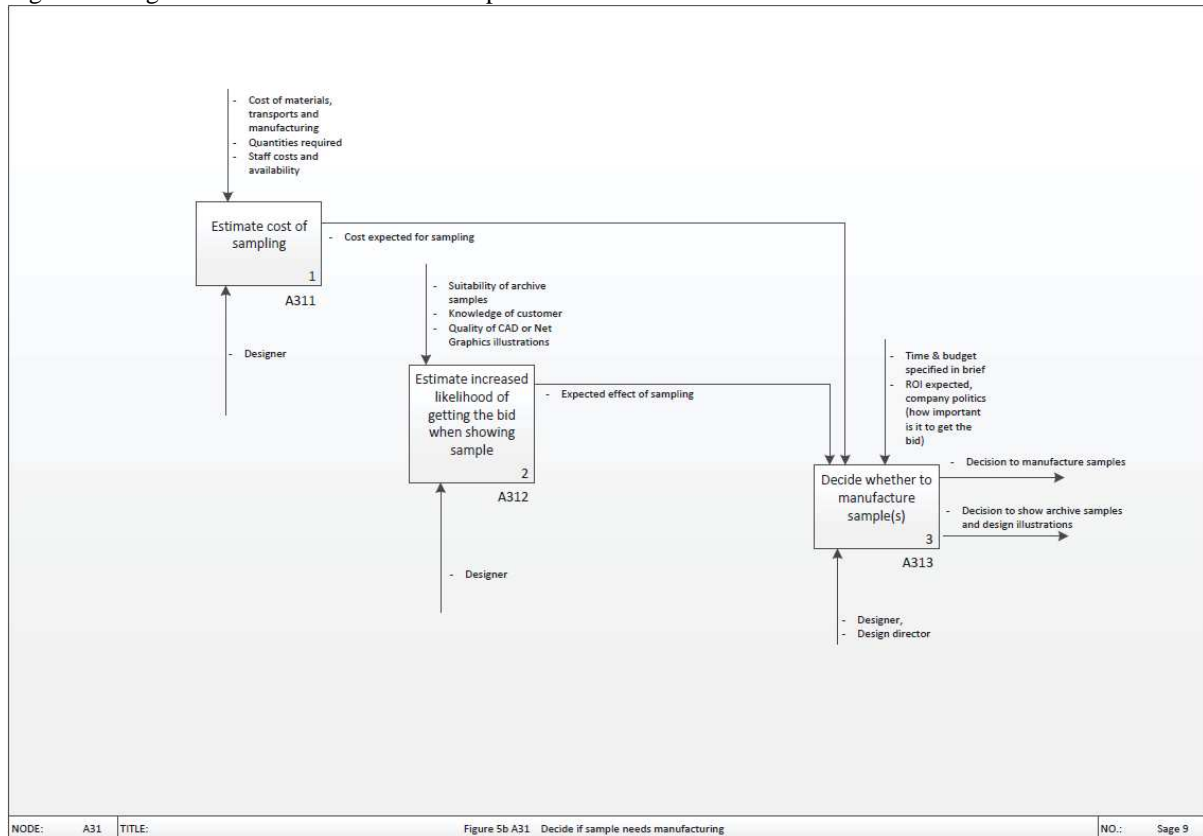 - Cost of materials,
transports and
manufacturing
- Quantities required
- Staff costs and
availability
Estimate cost of
sampling
1
A311
- Cost expected for sampling
- Designer
- Suitability of archive
samples
- Knowledge of customer
- Quality of CAD or Net
Graphics illustrations
Estimate increased
likelihood of
getting the bid
when showing
sample
2
A312
- Expected effect of sampling
- Designer
- Time & budget
specified in brief
- ROI expected,
company politics
(how important
is it to get the
bid)
Decide whether to
manufacture
sample(s)
3
A313
- Decision to manufacture samples
- Decision to show archive samples
and design illustrations
- Designer,
- Design director
NODE: A31 TITLE: Figure 5b A31 Decide if sample needs manufacturing NO.: Sage 9